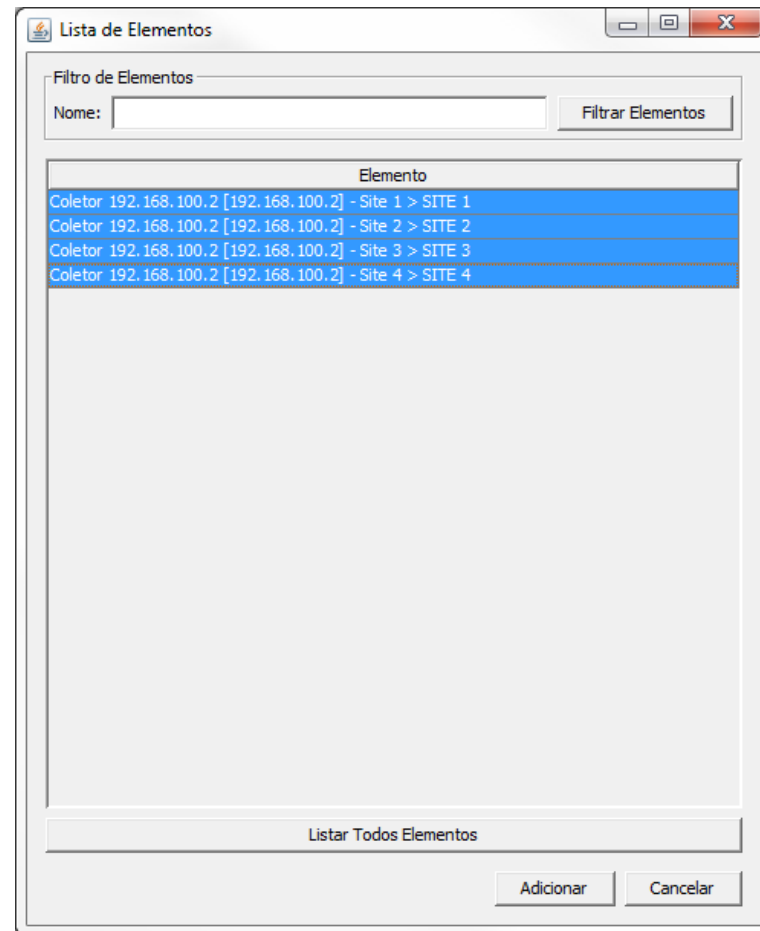 Lista de Elementos
Filtro de Elementos
Nome: Filtrar Elementos
Elemento
Coletor 192.168.100.2 [192.168.100.2] - Site 1 > SITE 1
Coletor 192.168.100.2 [192.168.100.2] - Site 2 > SITE 2
Coletor 192.168.100.2 [192.168.100.2] - Site 3 > SITE 3
Coletor 192.168.100.2 [192.168.100.2] - Site 4 > SITE 4
Listar Todos Elementos
Adicionar Cancelar